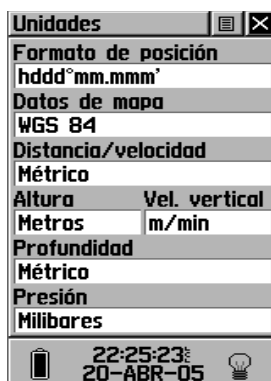 Unidades
Formato de posición
hddd°mm.mmm'
Datos de mapa
WGS 84
Distancia/velocidad
Métrico
Altura Vel. vertical
Metros m/min
Profundidad
Métrico
Presión
Milibares
22:25:23
20-ABR-05